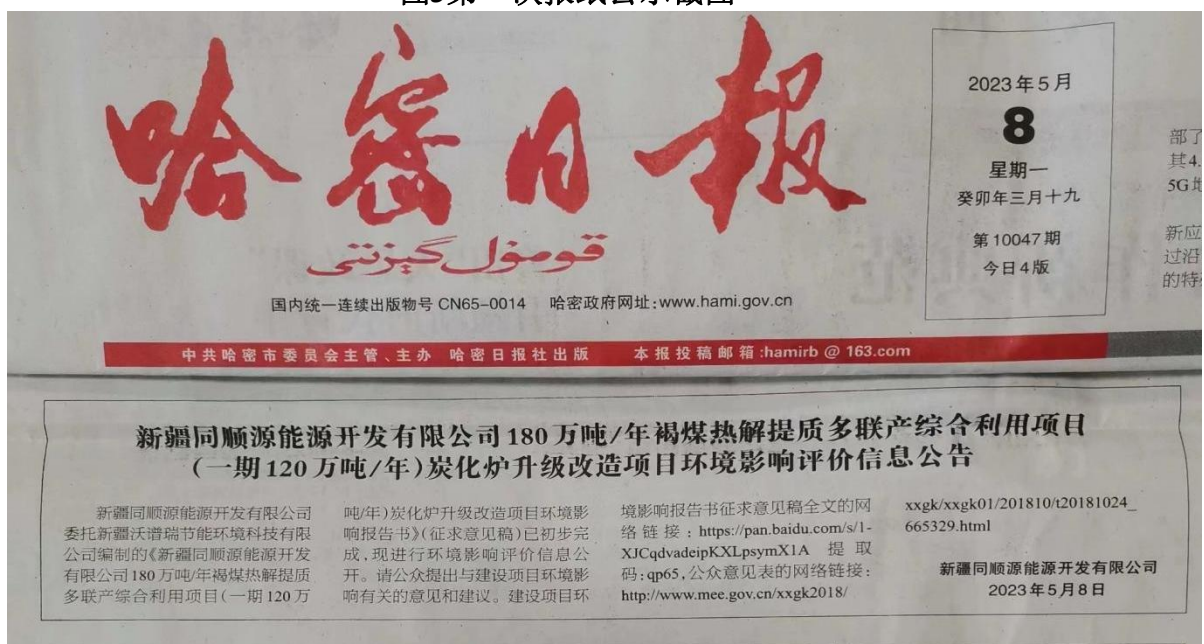 哈密日报
قومۇل گېزىتى
国内统一连续出版物号 CN65-0014 哈密政府网址:www.hami.gov.cn
2023年5月
8
星期一
癸卯年三月十九
第10047期
今日4版
部了
其4.
5G地
新应
过沿
的特
中共哈密市委员会主管、主办 哈密日报社出版 本报投稿邮箱:hamirb @ 163.com
新疆同顺源能源开发有限公司180万吨/年褐煤热解提质多联产综合利用项目
(一期120万吨/年)炭化炉升级改造项目环境影响评价信息公告
新疆同顺源能源开发有限公司
委托新疆沃谱瑞节能环境科技有限
公司编制的《新疆同顺源能源开发
有限公司180万吨/年褐煤热解提质
多联产综合利用项目(一期120万
吨/年)炭化炉升级改造项目环境影
响报告书》(征求意见稿)已初步完
成,现进行环境影响评价信息公
开。请公众提出与建设项目环境影
响有关的意见和建议。建设项目环
境影响报告书征求意见稿全文的网
络链接:https://pan.baidu.com/s/1-
XJCqdvadeipKXLpsymX1A 提取
码:qp65,公众意见表的网络链接:
http://www.mee.gov.cn/xxgk2018/
xxgk/xxgk01/201810/t20181024_
665329.html
新疆同顺源能源开发有限公司
2023年5月8日